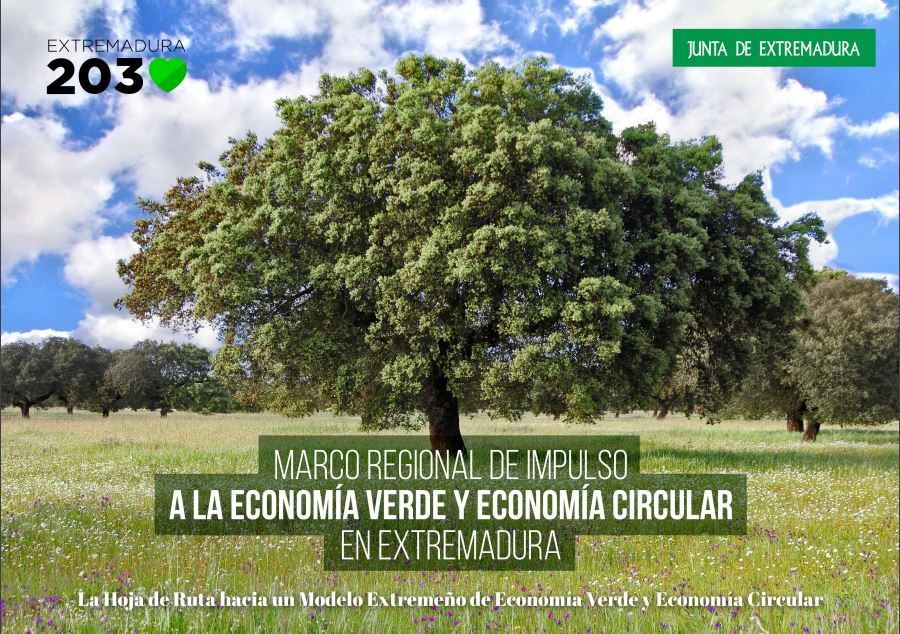 EXTREMADURA
203
JUNTA DE EXTREMADURA
MARCO REGIONAL DE IMPULSO
A LA ECONOMÍA VERDE Y ECONOMÍA CIRCULAR
EN EXTREMADURA
La Hoja de Ruta hacia un Modelo Extremeño de Economía Verde y Economía Circular